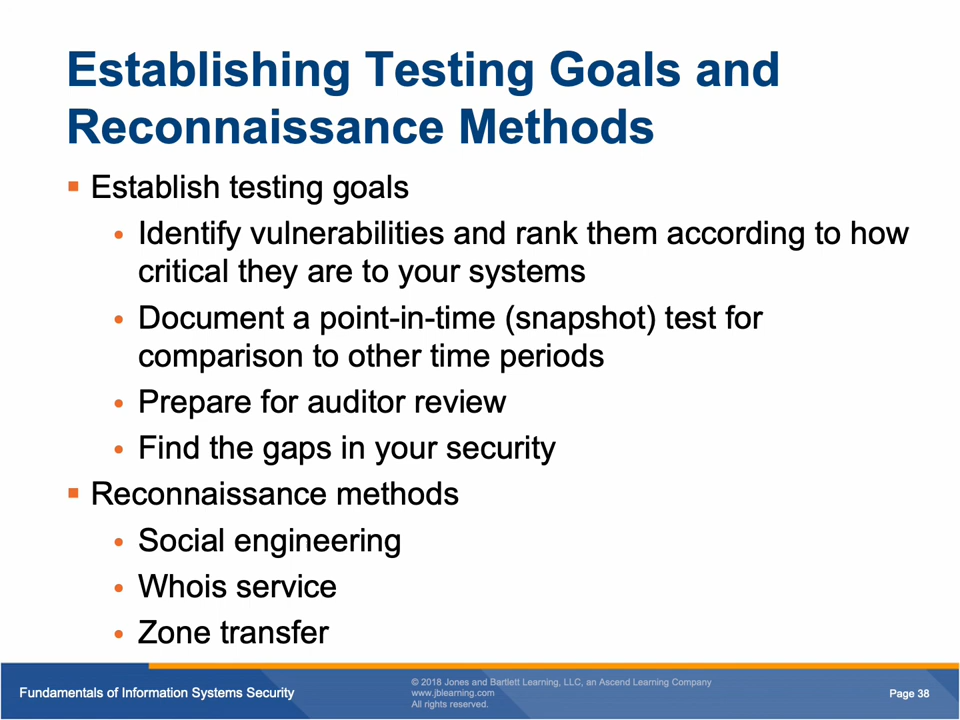 Establishing Testing Goals and
Reconnaissance Methods
Establish testing goals
Identify vulnerabilities and rank them according to how
critical they are to your systems
Document a point-in-time (snapshot) test for
comparison to other time periods
Prepare for auditor review
Find the gaps in your security
Reconnaissance methods
Social engineering
Whois service
Zone transfer
Fundamentals of Information Systems Security
© 2018 Jones and Bartlett Learning, LLC, an Ascend Learning Company
www.jblearning.com
All rights reserved.
Page 38